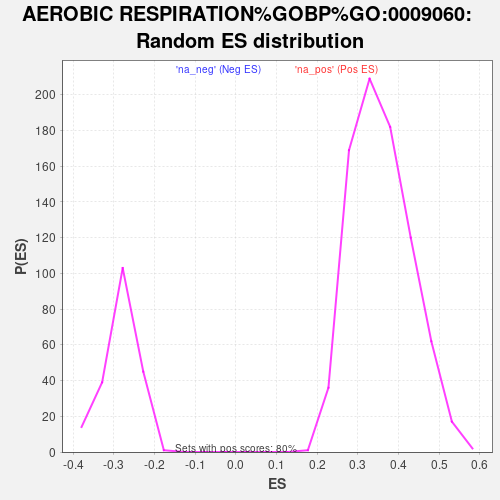 AEROBIC RESPIRATION%GOBP%GO:0009060:
Random ES distribution
'na_neg' (Neg ES) 'na_pos' (Pos ES)
200
180
160
140
120
100
80
60
40
20
0
P(ES)
Sets with pos scores: 80%
-0.4 -0.3 -0.2 -0.1 0.0 0.1 0.2 0.3 0.4 0.5 0.6
ES